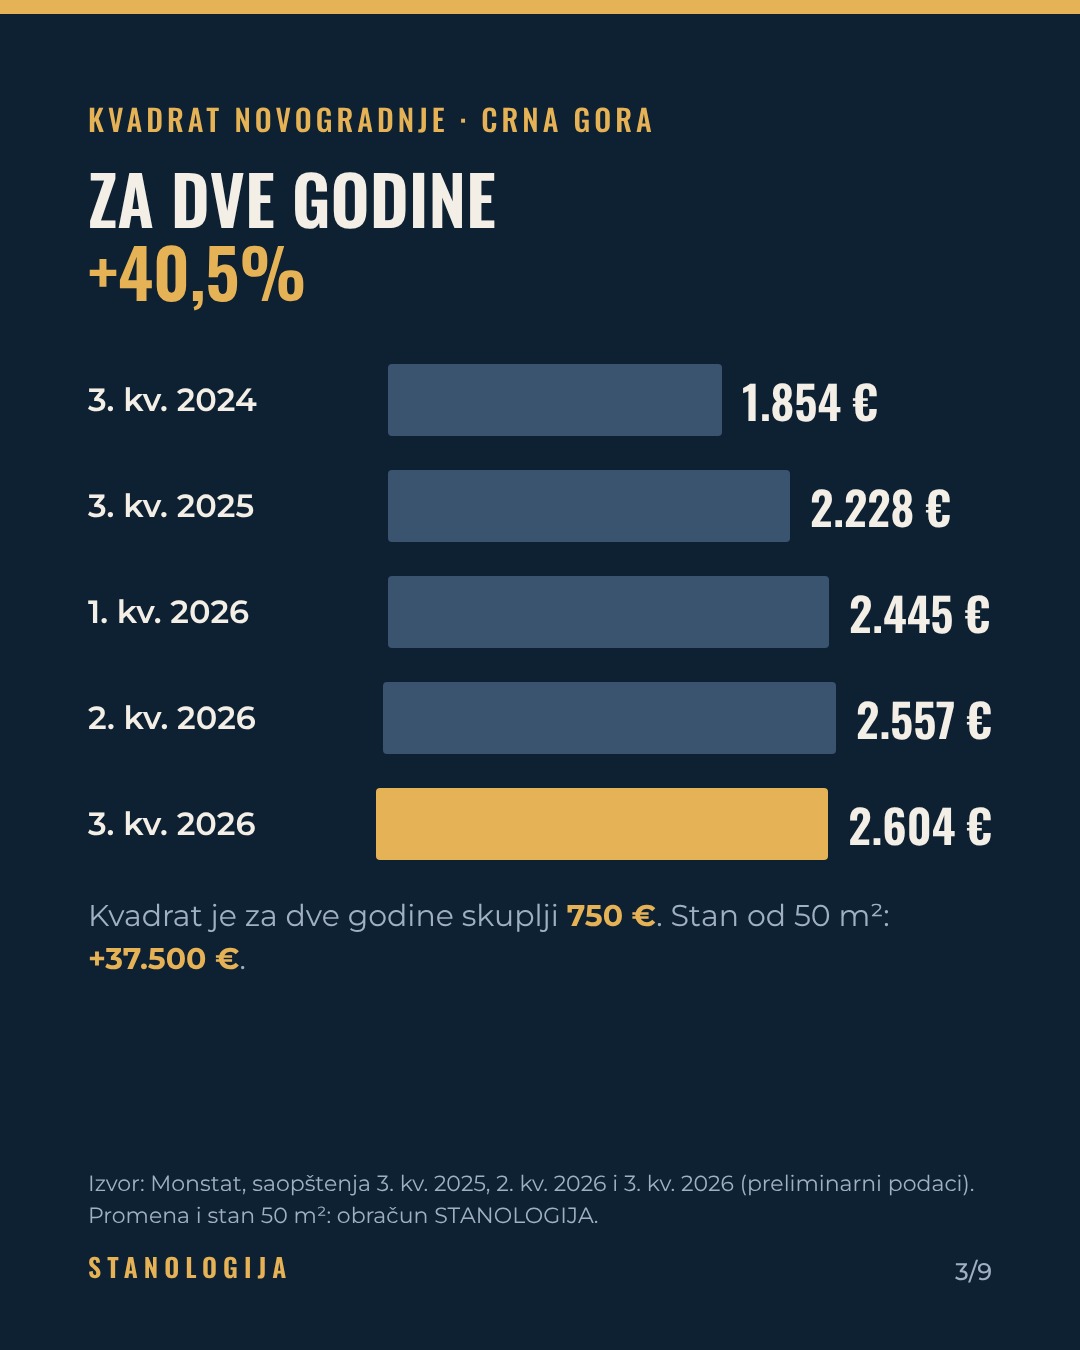 KVADRAT NOVOGRADNJE · CRNA GORA
ZA DVE GODINE
+40,5%
3. kv. 2024 1.854 €
3. kv. 2025 2.228 €
1. kv. 2026 2.445 €
2. kv. 2026 2.557 €
3. kv. 2026 2.604 €
Kvadrat je za dve godine skuplji 750 €. Stan od 50 m²:
+37.500 €.
Izvor: Monstat, saopštenja 3. kv. 2025, 2. kv. 2026 i 3. kv. 2026 (preliminarni podaci).
Promena i stan 50 m²: obračun STANOLOGIJA.
STANOLOGIJA 3/9